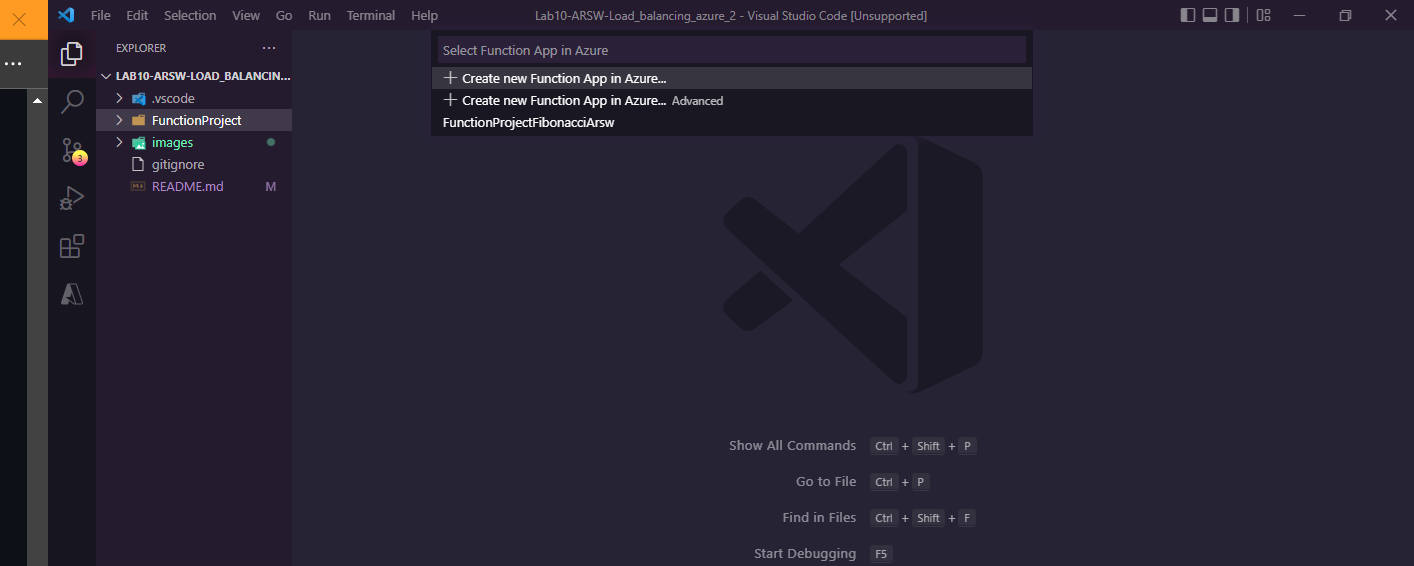 File Edit Selection View Go Run Terminal Help
Lab10-ARSW-Load_balancing_azure_2 - Visual Studio Code [Unsupported]
EXPLORER
LAB10-ARSW-LOAD_BALANCIN...
.vscode
FunctionProject
images
gitignore
README.md M
3
Select Function App in Azure
Create new Function App in Azure...
Create new Function App in Azure... Advanced
FunctionProjectFibonacciArsw
Show All Commands Ctrl + Shift + P
Go to File Ctrl + P
Find in Files Ctrl + Shift + F
Start Debugging F5